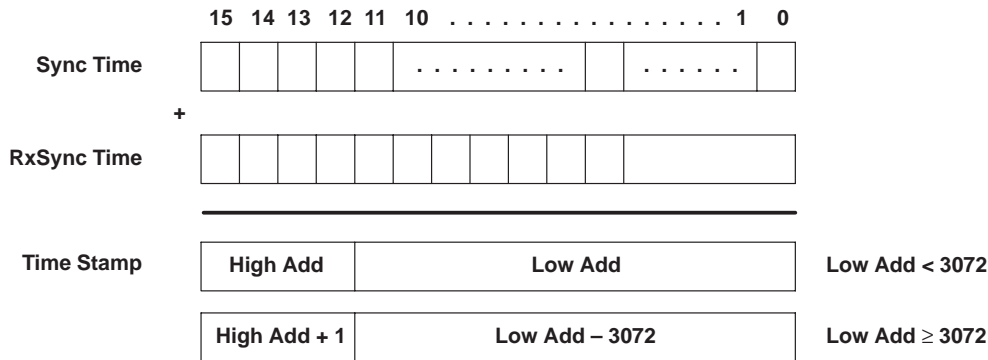 15 14 13 12 11 10 . . . . . . . . . . . . . . . . . 1 0
Sync Time . . . . . . . . . . . . . . .
+
RxSync Time
Time Stamp High Add Low Add Low Add < 3072
High Add + 1 Low Add – 3072 Low Add ≥ 3072